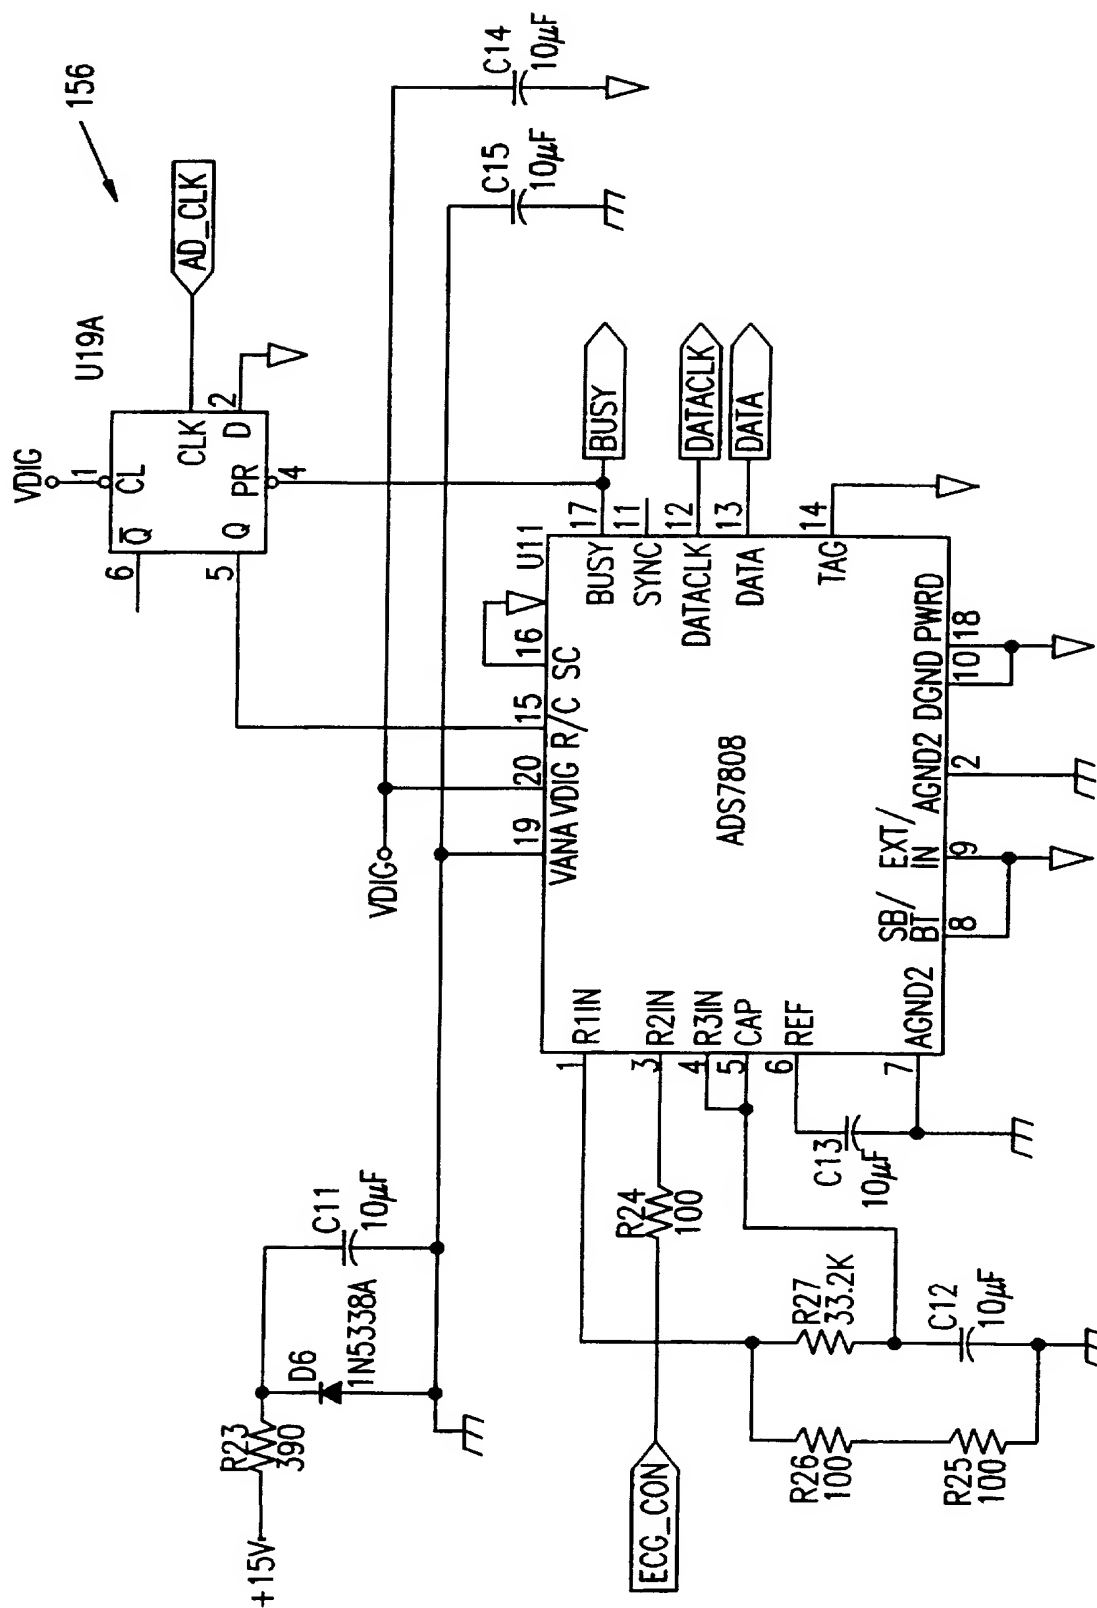 156
VDIG
U19A
AD_CLK
1
CL
CLK
2
D
Q
6
Q
5
PR
4
C14
10µF
C15
10µF
VDIG
+15V
R23
390
D6
1N5338A
C11
10µF
19
VANA
20
VDIG
15
R/C
16
SC
U11
17
BUSY
BUSY
11
SYNC
12
DATACLK
DATACLK
13
DATA
DATA
14
TAG
ADS7808
1
R1IN
3
R2IN
4
R3IN
5
CAP
6
REF
7
AGND2
SB/
BT
8
EXT/
IN
9
AGND2
2
DGND
10
PWRD
18
ECG_CON
R24
100
C13
10µF
R27
33.2K
C12
10µF
R26
100
R25
100